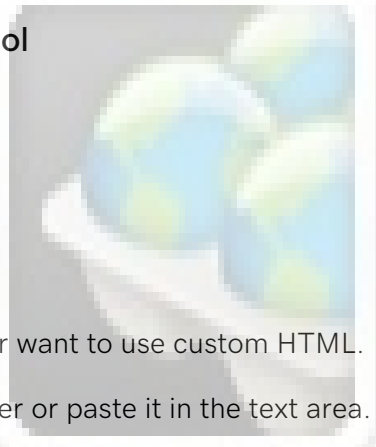 ol
r want to use custom HTML.
er or paste it in the text area.